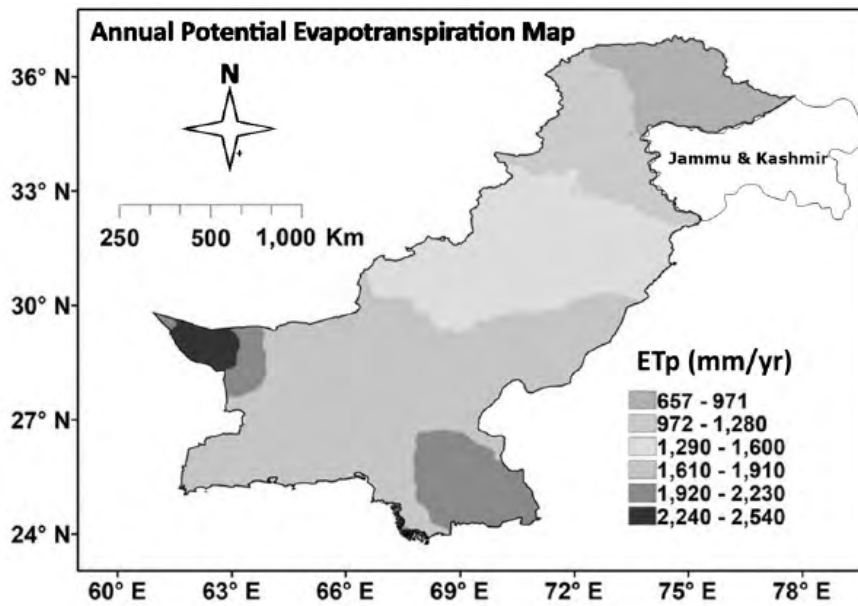 Annual Potential Evapotranspiration Map
N
36° N
33° N
30° N
27° N
24° N
250 500 1,000 Km
Jammu & Kashmir
ETp (mm/yr)
657 - 971
972 - 1,280
1,290 - 1,600
1,610 - 1,910
1,920 - 2,230
2,240 - 2,540
60° E 63° E 66° E 69° E 72° E 75° E 78° E